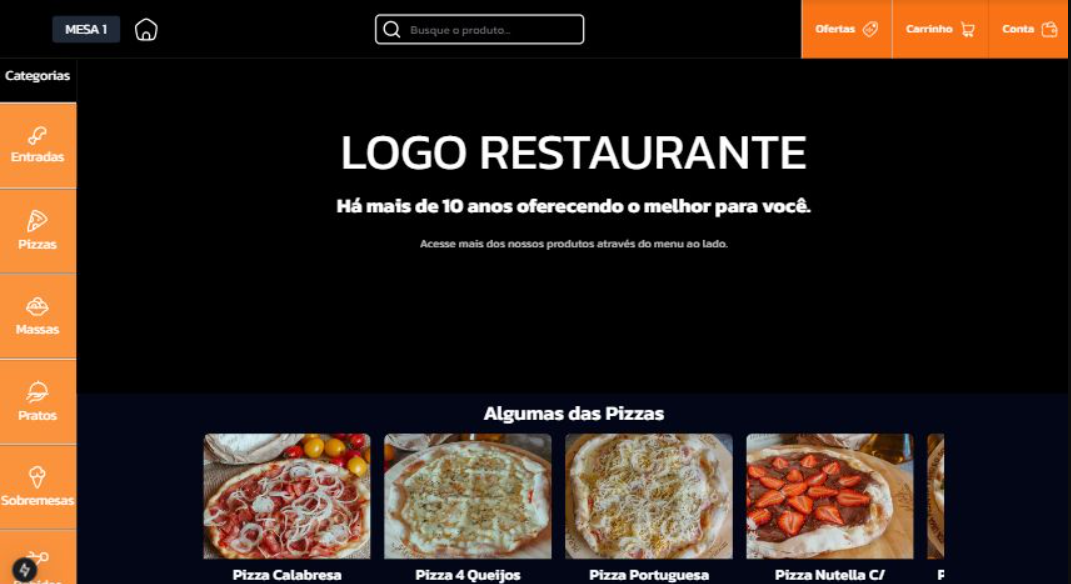 MESA 1
Busque o produto...
Ofertas
Carrinho
Conta
Categorias
Entradas
Pizzas
Massas
Pratos
Sobremesas
LOGO RESTAURANTE
Há mais de 10 anos oferecendo o melhor para você.
Acesse mais dos nossos produtos através do menu ao lado.
Algumas das Pizzas
Pizza Calabresa
Pizza 4 Queijos
Pizza Portuguesa
Pizza Nutella C/